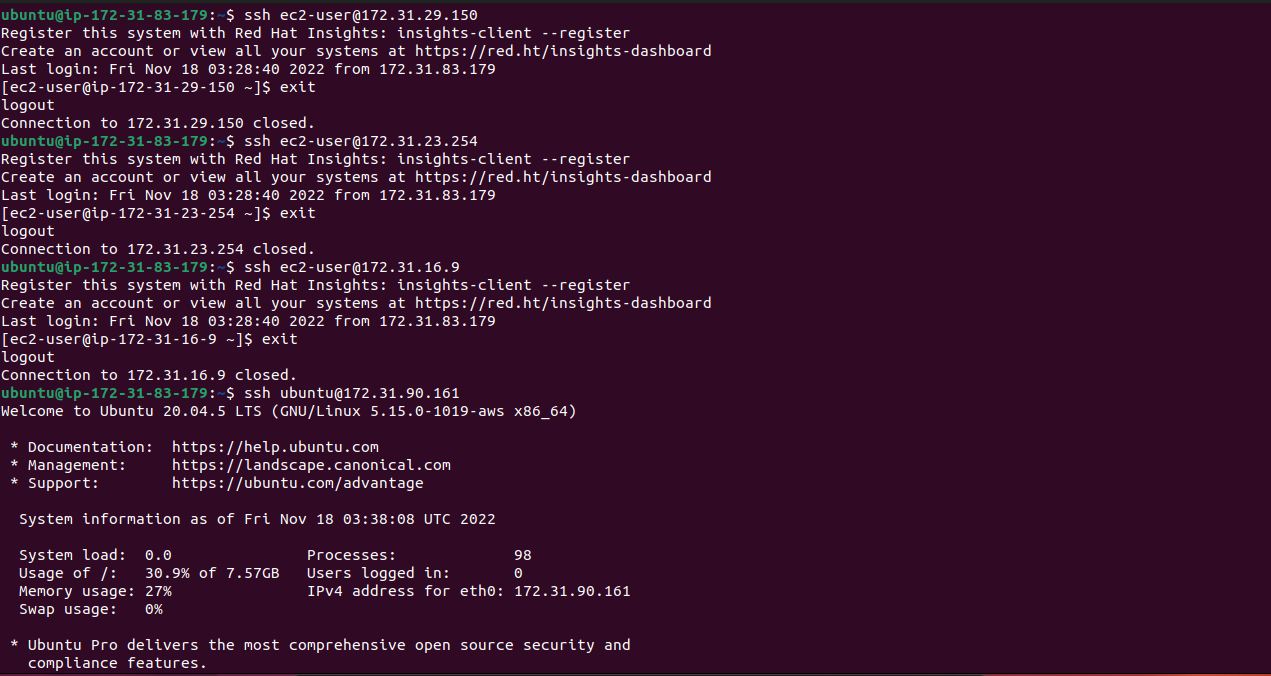 ubuntu@ip-172-31-83-179:~$ ssh ec2-user@172.31.29.150
Register this system with Red Hat Insights: insights-client --register
Create an account or view all your systems at https://red.ht/insights-dashboard
Last login: Fri Nov 18 03:28:40 2022 from 172.31.83.179
[ec2-user@ip-172-31-29-150 ~]$ exit
logout
Connection to 172.31.29.150 closed.
ubuntu@ip-172-31-83-179:~$ ssh ec2-user@172.31.23.254
Register this system with Red Hat Insights: insights-client --register
Create an account or view all your systems at https://red.ht/insights-dashboard
Last login: Fri Nov 18 03:28:40 2022 from 172.31.83.179
[ec2-user@ip-172-31-23-254 ~]$ exit
logout
Connection to 172.31.23.254 closed.
ubuntu@ip-172-31-83-179:~$ ssh ec2-user@172.31.16.9
Register this system with Red Hat Insights: insights-client --register
Create an account or view all your systems at https://red.ht/insights-dashboard
Last login: Fri Nov 18 03:28:40 2022 from 172.31.83.179
[ec2-user@ip-172-31-16-9 ~]$ exit
logout
Connection to 172.31.16.9 closed.
ubuntu@ip-172-31-83-179:~$ ssh ubuntu@172.31.90.161
Welcome to Ubuntu 20.04.5 LTS (GNU/Linux 5.15.0-1019-aws x86_64)

 * Documentation:  https://help.ubuntu.com
 * Management:     https://landscape.canonical.com
 * Support:        https://ubuntu.com/advantage

  System information as of Fri Nov 18 03:38:08 UTC 2022

  System load:  0.0               Processes:             98
  Usage of /:   30.9% of 7.57GB   Users logged in:       0
  Memory usage: 27%               IPv4 address for eth0: 172.31.90.161
  Swap usage:   0%

 * Ubuntu Pro delivers the most comprehensive open source security and
   compliance features.